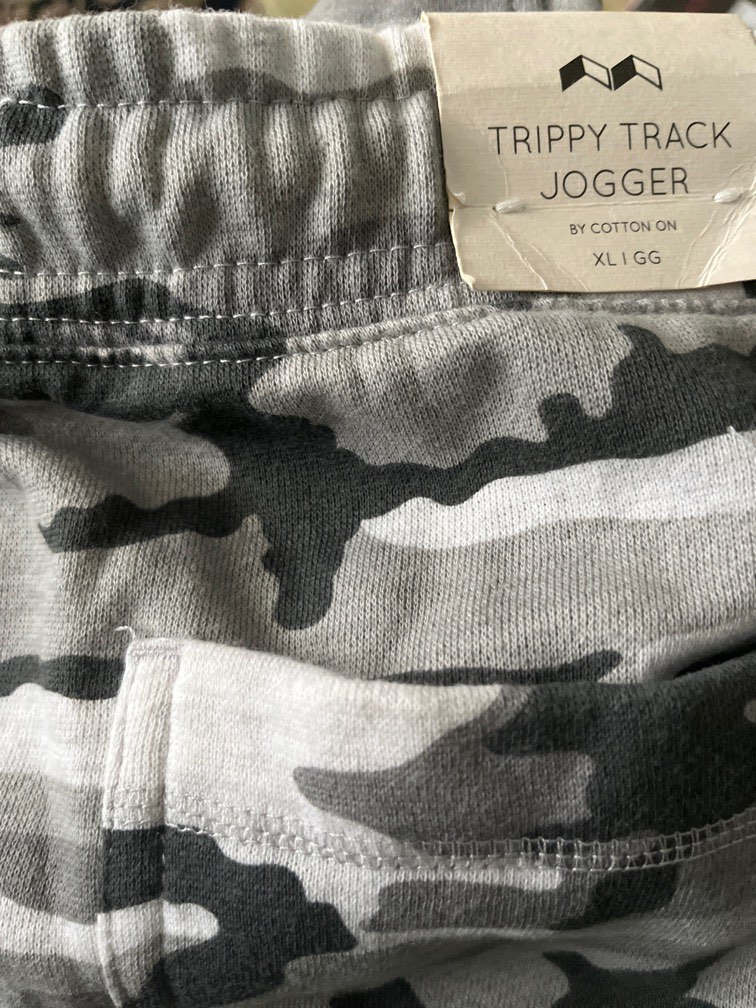 TRIPPY TRACK
JOGGER
BY COTTON ON
XL | GG